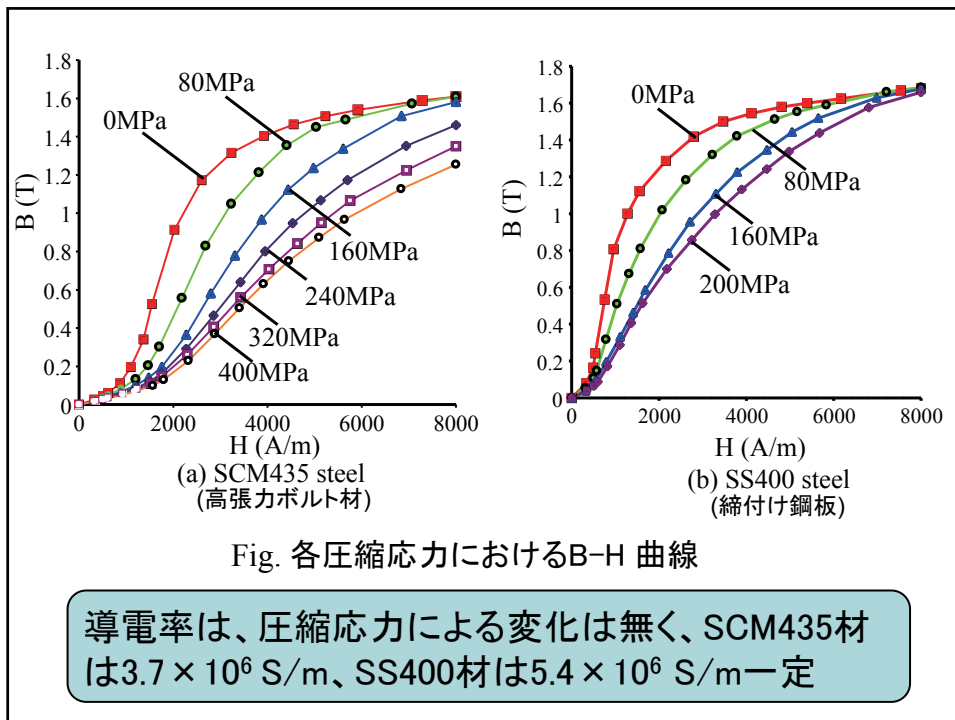 1.8
1.6
1.4
1.2
1
0.8
0.6
0.4
0.2
0
B (T)
0
2000
4000
6000
8000
H (A/m)
0MPa
80MPa
160MPa
240MPa
320MPa
400MPa
(a) SCM435 steel
(高張力ボルト材)
1.8
1.6
1.4
1.2
1
0.8
0.6
0.4
0.2
0
B (T)
0
2000
4000
6000
8000
H (A/m)
0MPa
80MPa
160MPa
200MPa
(b) SS400 steel
(締付け鋼板)
Fig. 各圧縮応力におけるB-H 曲線
導電率は、圧縮応力による変化は無く、SCM435材
は3.7×10⁶ S/m、SS400材は5.4×10⁶ S/m一定